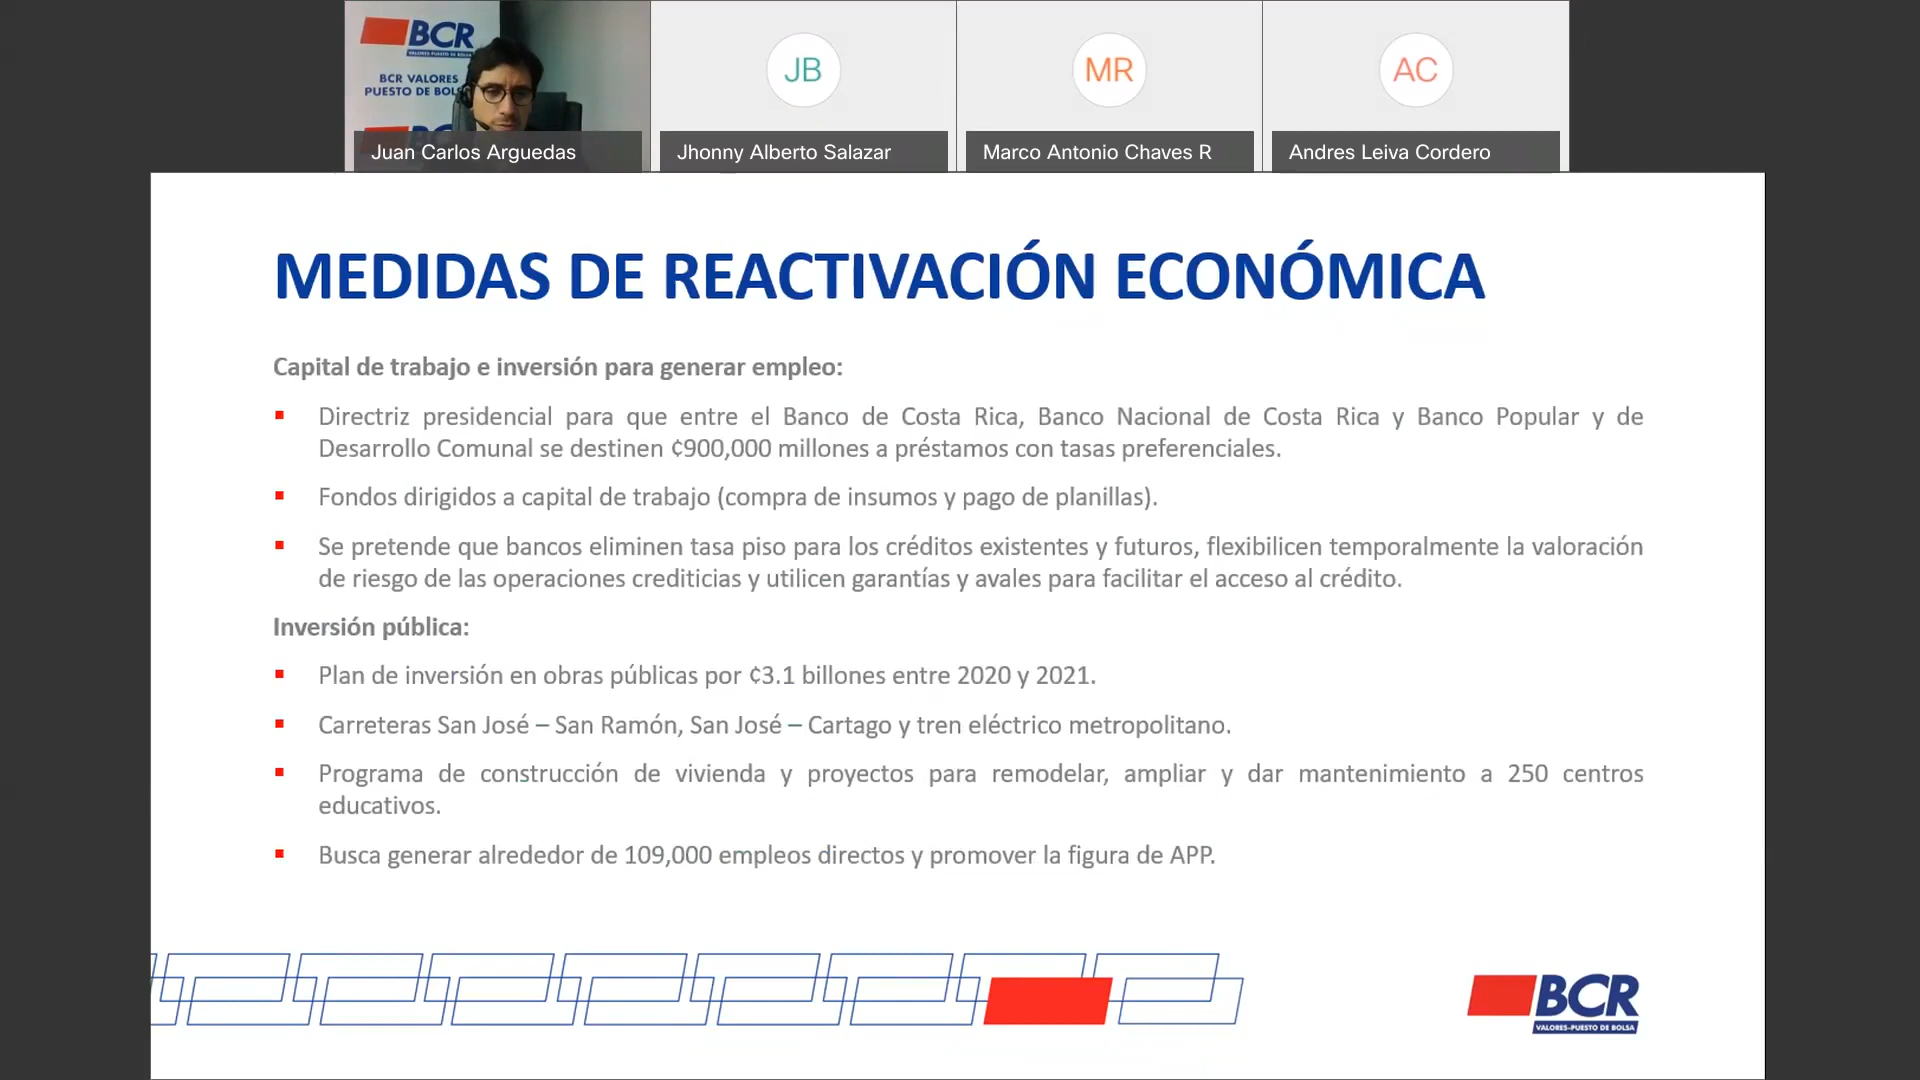 BCR
VALORES PUESTO DE BOLSA
BCR VALORES
PUESTO DE BOL
JB
MR
AC
Juan Carlos Arguedas
Jhonny Alberto Salazar
Marco Antonio Chaves R
Andres Leiva Cordero
MEDIDAS DE REACTIVACIÓN ECONÓMICA
Capital de trabajo e inversión para generar empleo:
Directriz presidencial para que entre el Banco de Costa Rica, Banco Nacional de Costa Rica y Banco Popular y de
Desarrollo Comunal se destinen ¢900,000 millones a préstamos con tasas preferenciales.
Fondos dirigidos a capital de trabajo (compra de insumos y pago de planillas).
Se pretende que bancos eliminen tasa piso para los créditos existentes y futuros, flexibilicen temporalmente la valoración
de riesgo de las operaciones crediticias y utilicen garantías y avales para facilitar el acceso al crédito.
Inversión pública:
Plan de inversión en obras públicas por ¢3.1 billones entre 2020 y 2021.
Carreteras San José – San Ramón, San José – Cartago y tren eléctrico metropolitano.
Programa de construcción de vivienda y proyectos para remodelar, ampliar y dar mantenimiento a 250 centros
educativos.
Busca generar alrededor de 109,000 empleos directos y promover la figura de APP.
BCR
VALORES-PUESTO DE BOLSA